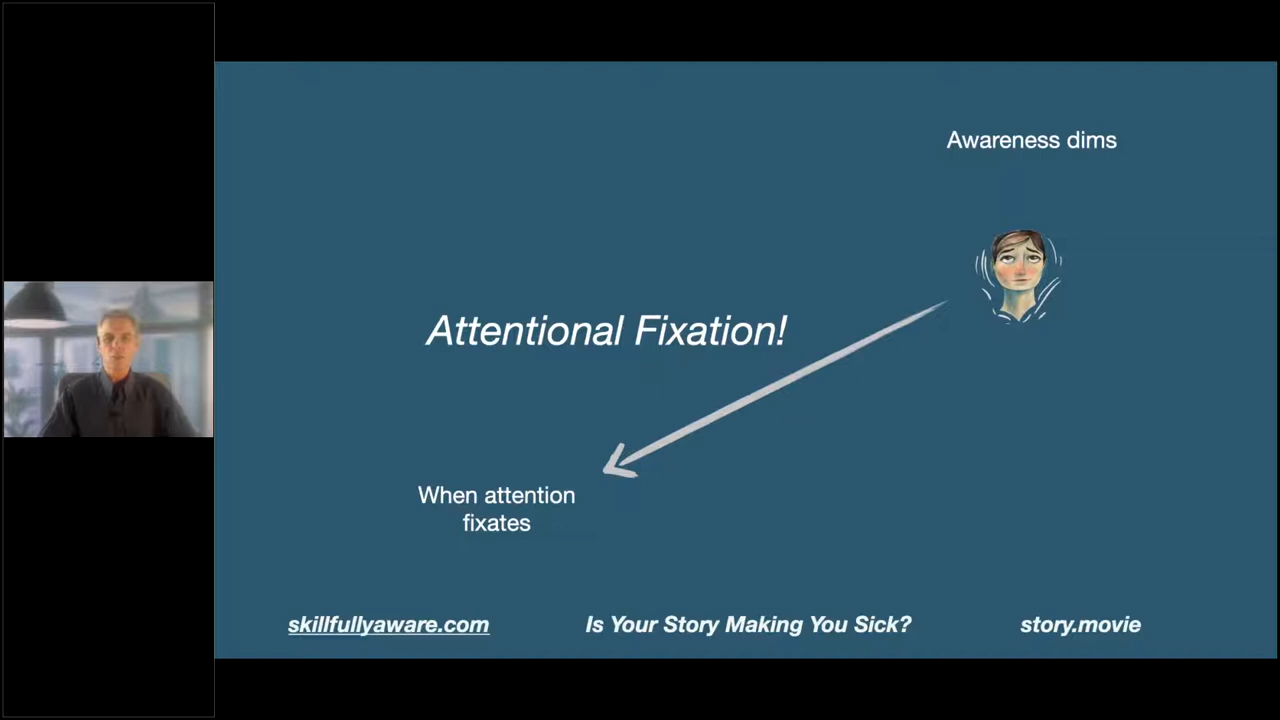 Awareness dims
Attentional Fixation!
When attention
fixates
skillfullyaware.com
Is Your Story Making You Sick?
story.movie